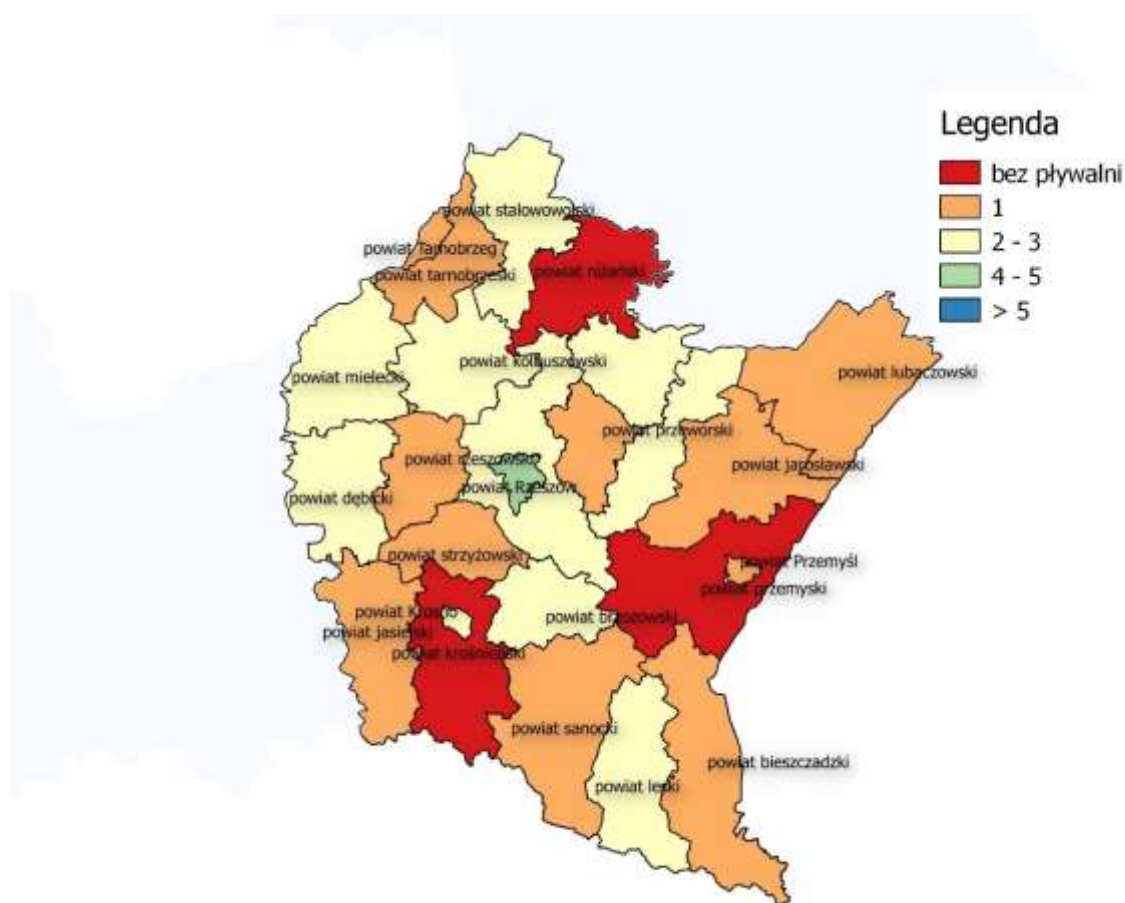 Legenda
bez pływalni
1
2 - 3
4 - 5
> 5
powiat stalowowolski
powiat Tarnobrzeg
powiat tarnobrzeski
powiat niżański
powiat kolbuszowski
powiat mielecki
powiat lubaczowski
powiat przeworski
powiat rzeszowski
powiat jarosławski
powiat Rzeszów
powiat dębicki
powiat strzyżowski
powiat Przemyśl
powiat przemyski
powiat Krosno
powiat brzozowski
powiat jasielski
powiat krośnieński
powiat sanocki
powiat bieszczadzki
powiat leski